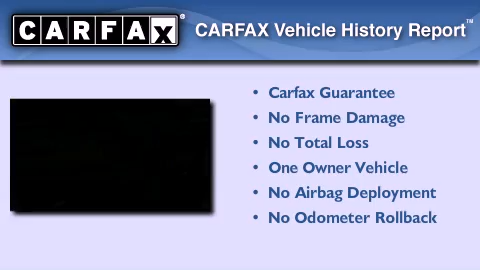 CARFAX® CARFAX Vehicle History Report™
• Carfax Guarantee
• No Frame Damage
• No Total Loss
• One Owner Vehicle
• No Airbag Deployment
• No Odometer Rollback